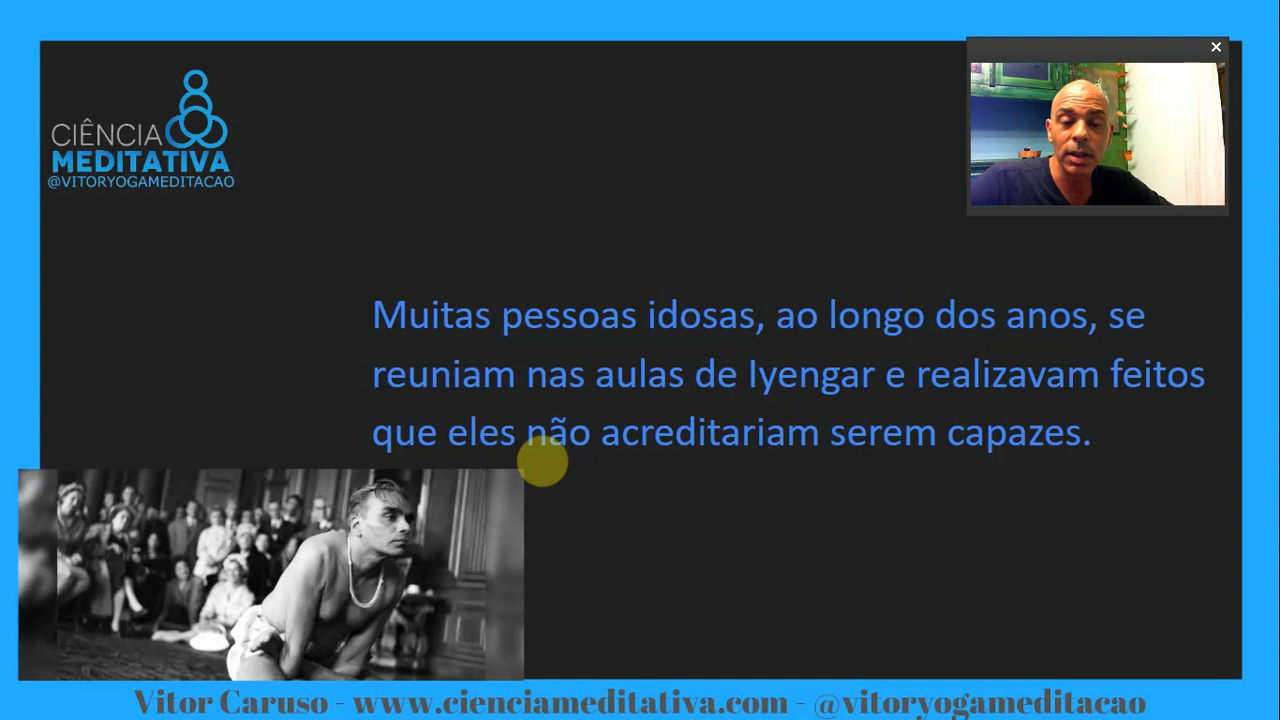 CIÊNCIA
MEDITATIVA
@VITORYOGAMEDITACAO
Muitas pessoas idosas, ao longo dos anos, se
reuniam nas aulas de Iyengar e realizavam feitos
que eles não acreditariam serem capazes.
Vitor Caruso - www.cienciameditativa.com - @vitoryogameditacao